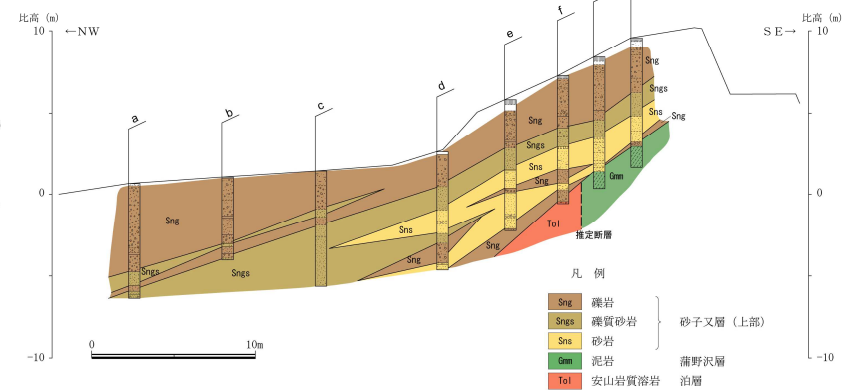 比高 (m)
比高 (m)
10
←NW
SE→
10
f
e
d
c
b
a
Sng
Sngs
Sns
Sng
Sng
Sngs
Sns
Sng
Gmm
0
0
Sng
Sns
Tol
推定断層
Sngs
Sngs
Sng
Sng
凡 例
Sng 礫岩
Sngs 礫質砂岩 砂子又層(上部)
Sns 砂岩
Gmm 泥岩 蒲野沢層
Tol 安山岩質溶岩 泊層
0 10m
-10
-10